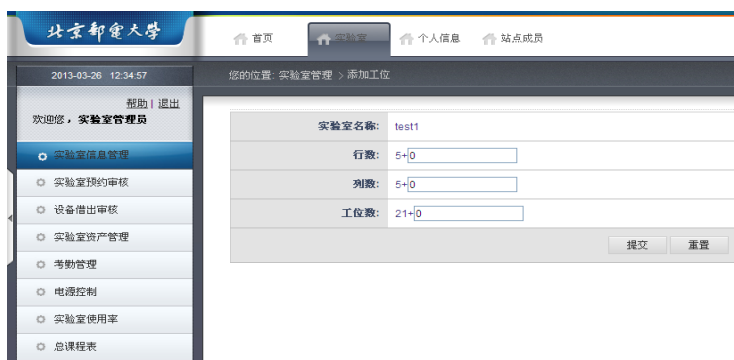 北京邮电大学
首页
实验室
个人信息
站点成员
2013-03-26 12:34:57
您的位置: 实验室管理 > 添加工位
帮助 | 退出
欢迎您，实验室管理员
实验室信息管理
实验室预约审核
设备借出审核
实验室资产管理
考勤管理
电源控制
实验室使用率
总课程表
实验室名称: test1
行数: 5+0
列数: 5+0
工位数: 21+0
提交 重置